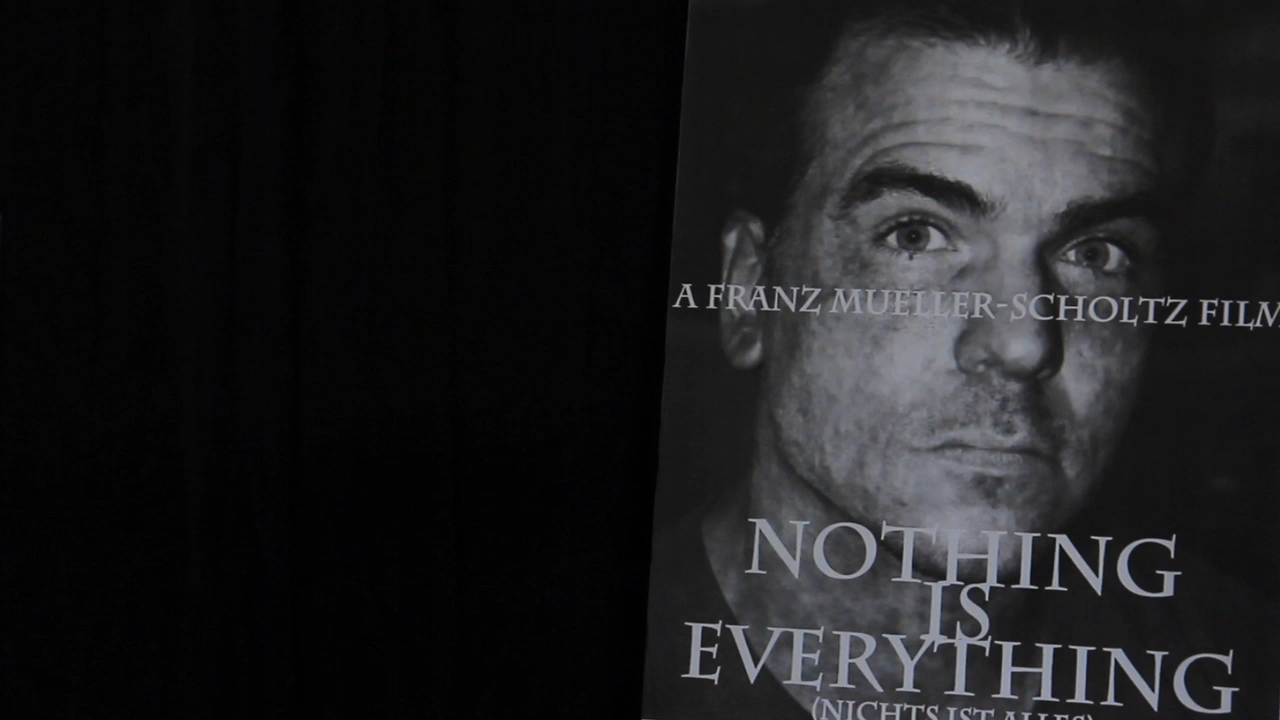 A FRANZ MUELLER-SCHOLTZ FILM
NOTHING
IS
EVERYTHING
(NICHTS IST ALLES)